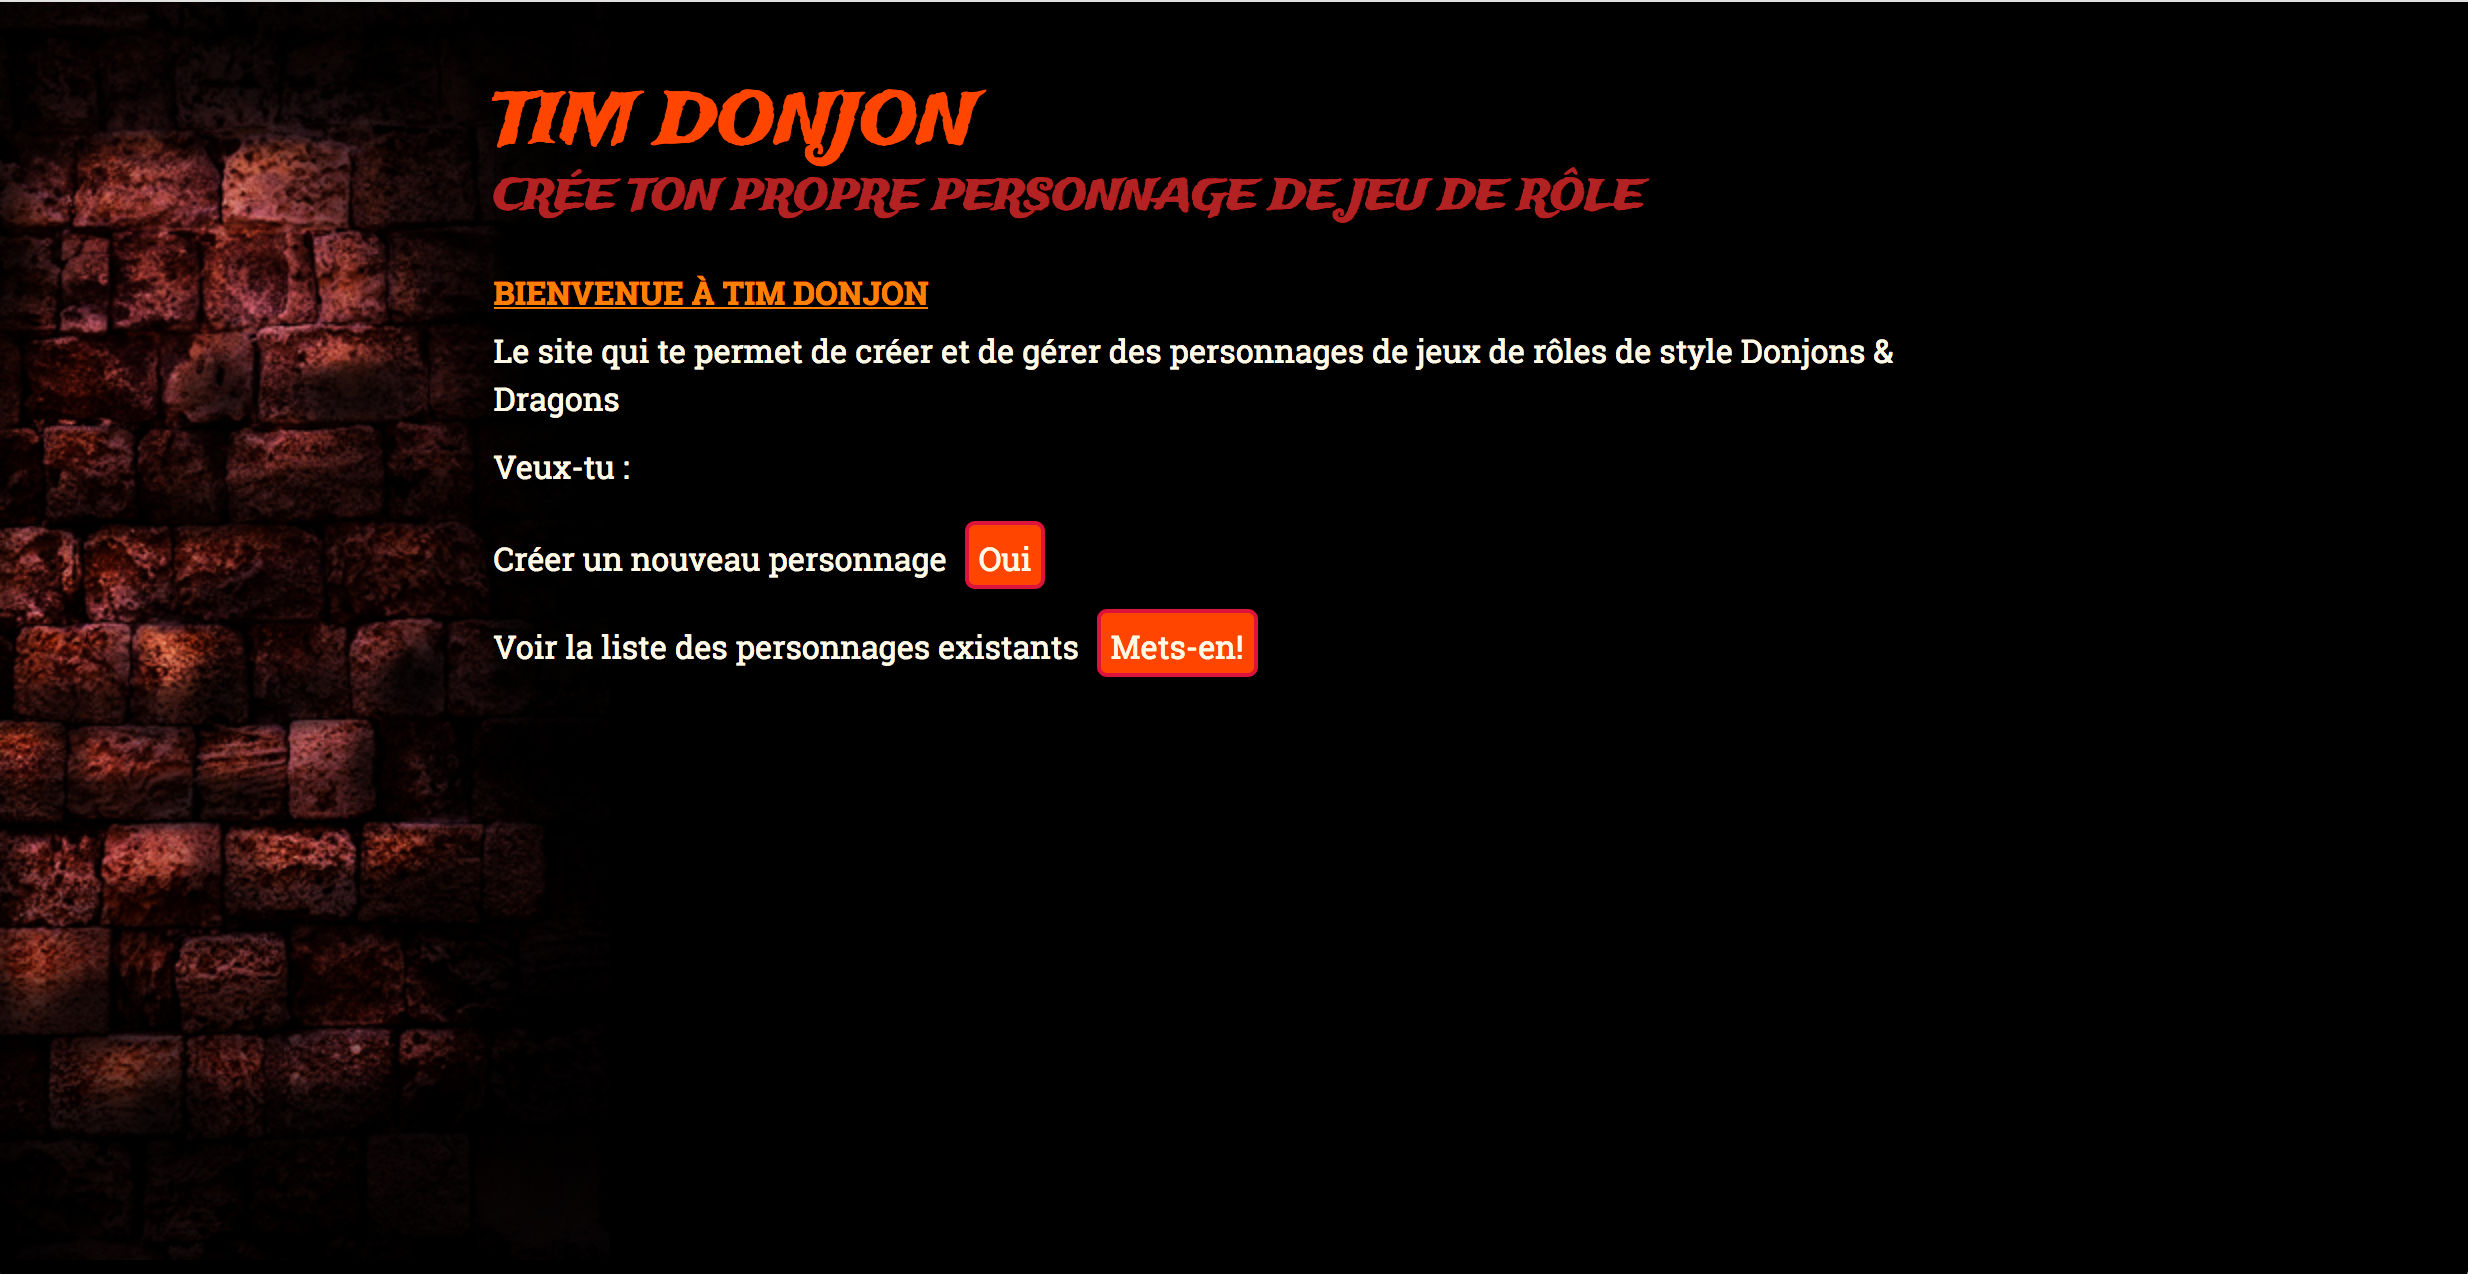 TIM DONJON
CRÉE TON PROPRE PERSONNAGE DE JEU DE RÔLE
BIENVENUE À TIM DONJON
Le site qui te permet de créer et de gérer des personnages de jeux de rôles de style Donjons &
Dragons
Veux-tu :
Créer un nouveau personnage Oui
Voir la liste des personnages existants Mets-en!